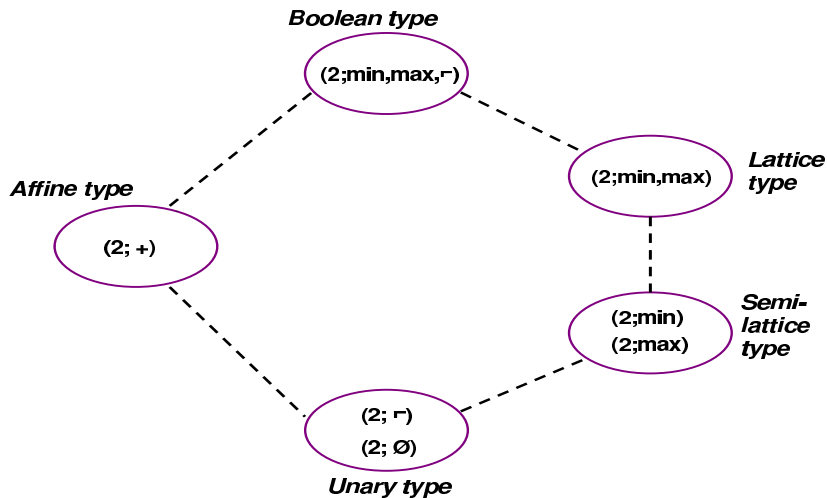 Boolean type
(2;min,max,⌐)
Lattice
type
(2;min,max)
Affine type
(2; +)
Semi-
lattice
type
(2;min)
(2;max)
(2; ⌐)
(2; Ø)
Unary type